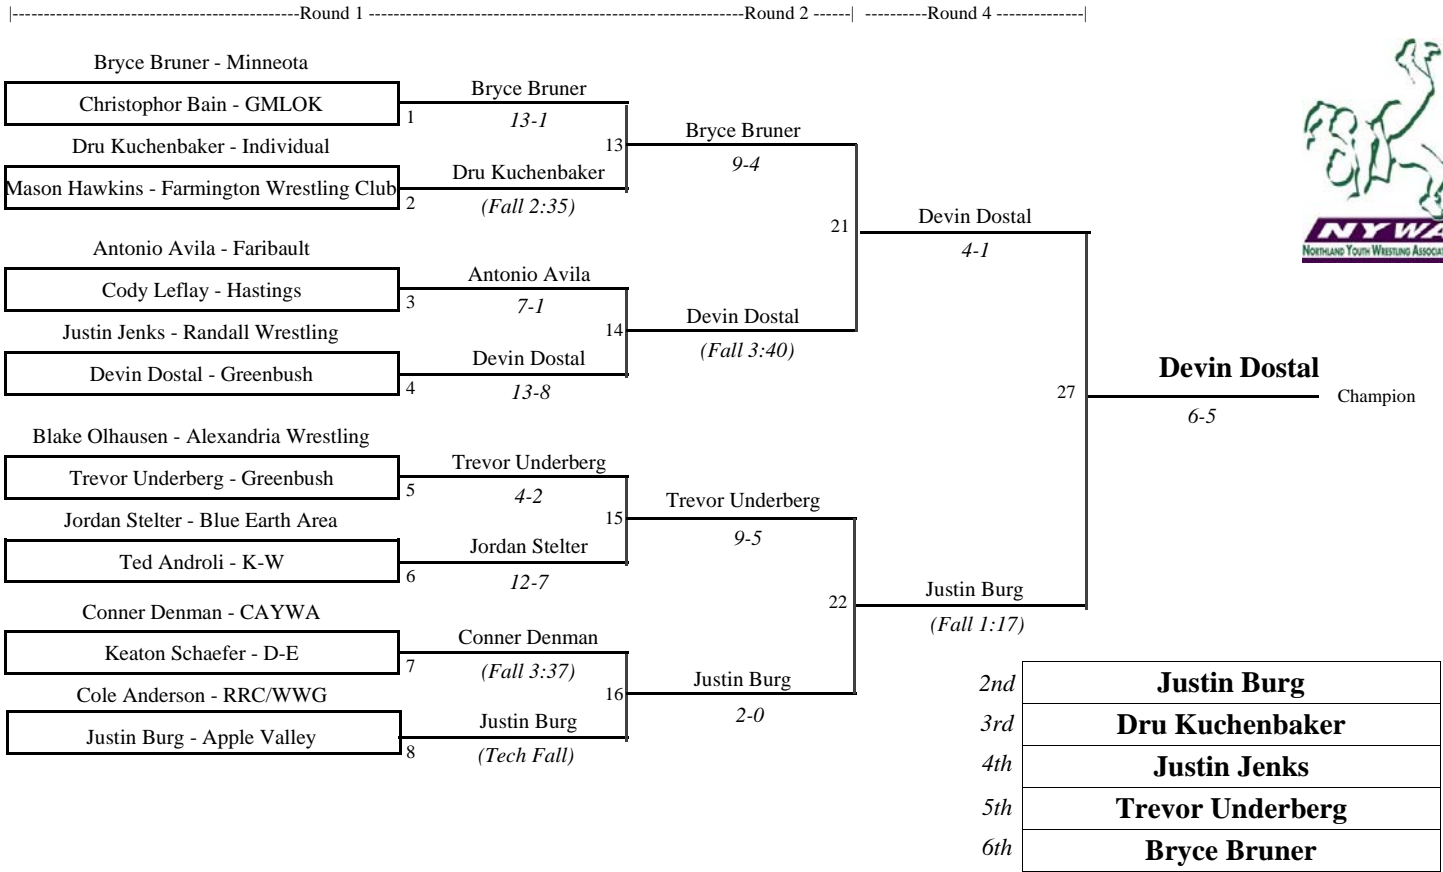 |----------------------------------------------Round 1 ------------------------------------------------------------Round 2 ------| ----------Round 4 --------------|
Bryce Bruner - Minneota
Christophor Bain - GMLOK
1
Dru Kuchenbaker - Individual
Mason Hawkins - Farmington Wrestling Club
2
Antonio Avila - Faribault
Cody Leflay - Hastings
3
Justin Jenks - Randall Wrestling
Devin Dostal - Greenbush
4
Blake Olhausen - Alexandria Wrestling
Trevor Underberg - Greenbush
5
Jordan Stelter - Blue Earth Area
Ted Androli - K-W
6
Conner Denman - CAYWA
Keaton Schaefer - D-E
7
Cole Anderson - RRC/WWG
Justin Burg - Apple Valley
8
Bryce Bruner
13-1
13
Dru Kuchenbaker
(Fall 2:35)
Antonio Avila
7-1
14
Devin Dostal
13-8
Trevor Underberg
4-2
15
Jordan Stelter
12-7
Conner Denman
(Fall 3:37)
16
Justin Burg
(Tech Fall)
Bryce Bruner
9-4
21
Devin Dostal
(Fall 3:40)
Trevor Underberg
9-5
22
Justin Burg
2-0
Devin Dostal
4-1
27
Justin Burg
(Fall 1:17)
Devin Dostal
Champion
6-5
NYWA
NORTHLAND YOUTH WRESTLING
2nd Justin Burg
3rd Dru Kuchenbaker
4th Justin Jenks
5th Trevor Underberg
6th Bryce Bruner